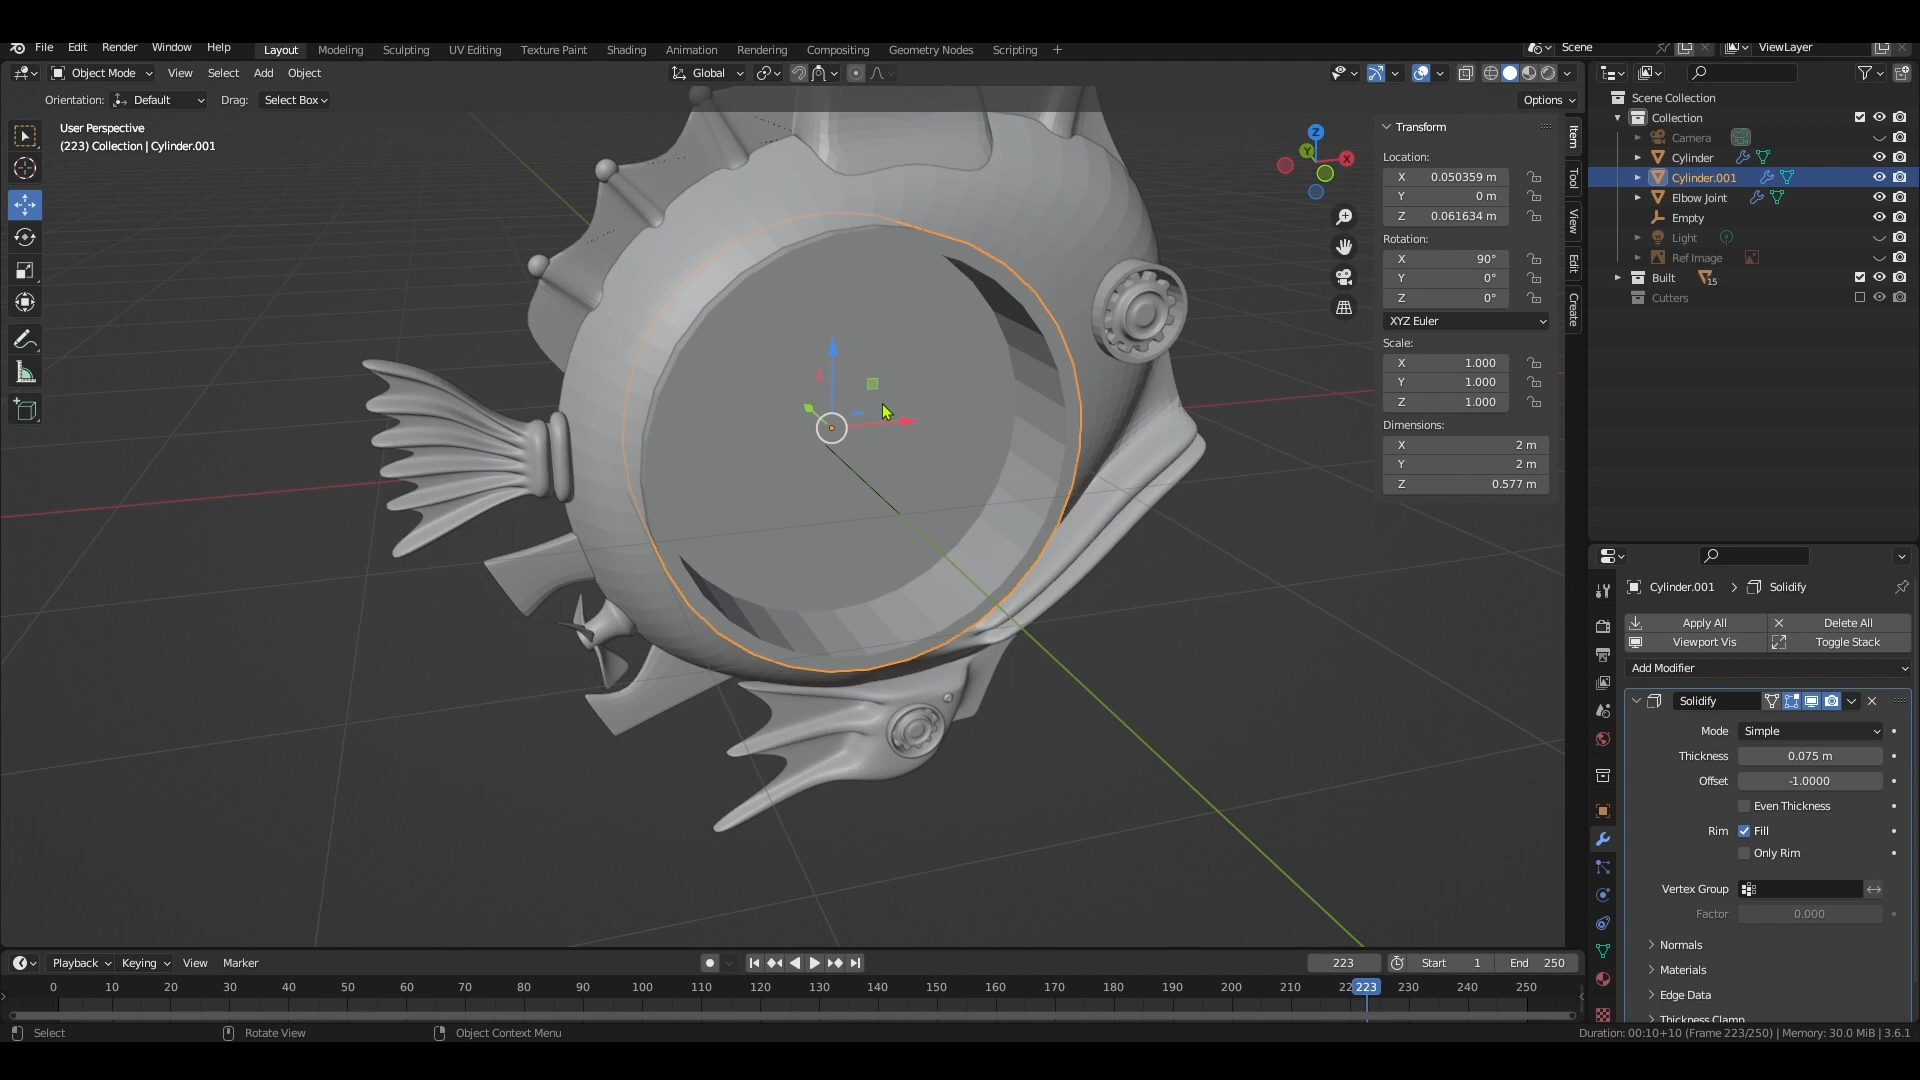 File Edit Render Window Help Layout Modeling Sculpting UV Editing Texture Paint Shading Animation Rendering Compositing Geometry Nodes Scripting + Scene ViewLayer
Object Mode View Select Add Object Global
Orientation: Default Drag: Select Box Options
User Perspective
(223) Collection | Cylinder.001
Z
Y
X
Transform
Location:
X 0.050359 m
Y 0 m
Z 0.061634 m
Rotation:
X 90°
Y 0°
Z 0°
XYZ Euler
Scale:
X 1.000
Y 1.000
Z 1.000
Dimensions:
X 2 m
Y 2 m
Z 0.577 m
Item
Tool
View
Edit
Create
Scene Collection
Collection
Camera
Cylinder
Cylinder.001
Elbow Joint
Empty
Light
Ref Image
Built 15
Cutters
Cylinder.001 > Solidify
Apply All Delete All
Viewport Vis Toggle Stack
Add Modifier
Solidify
Mode Simple
Thickness 0.075 m
Offset -1.0000
Even Thickness
Rim Fill
Only Rim
Vertex Group
Factor 0.000
Normals
Materials
Edge Data
Thickness Clamp
Playback Keying View Marker 223 Start 1 End 250
0 10 20 30 40 50 60 70 80 90 100 110 120 130 140 150 160 170 180 190 200 210 22 223 230 240 250
Select Rotate View Object Context Menu Duration: 00:10+10 (Frame 223/250) | Memory: 30.0 MiB | 3.6.1